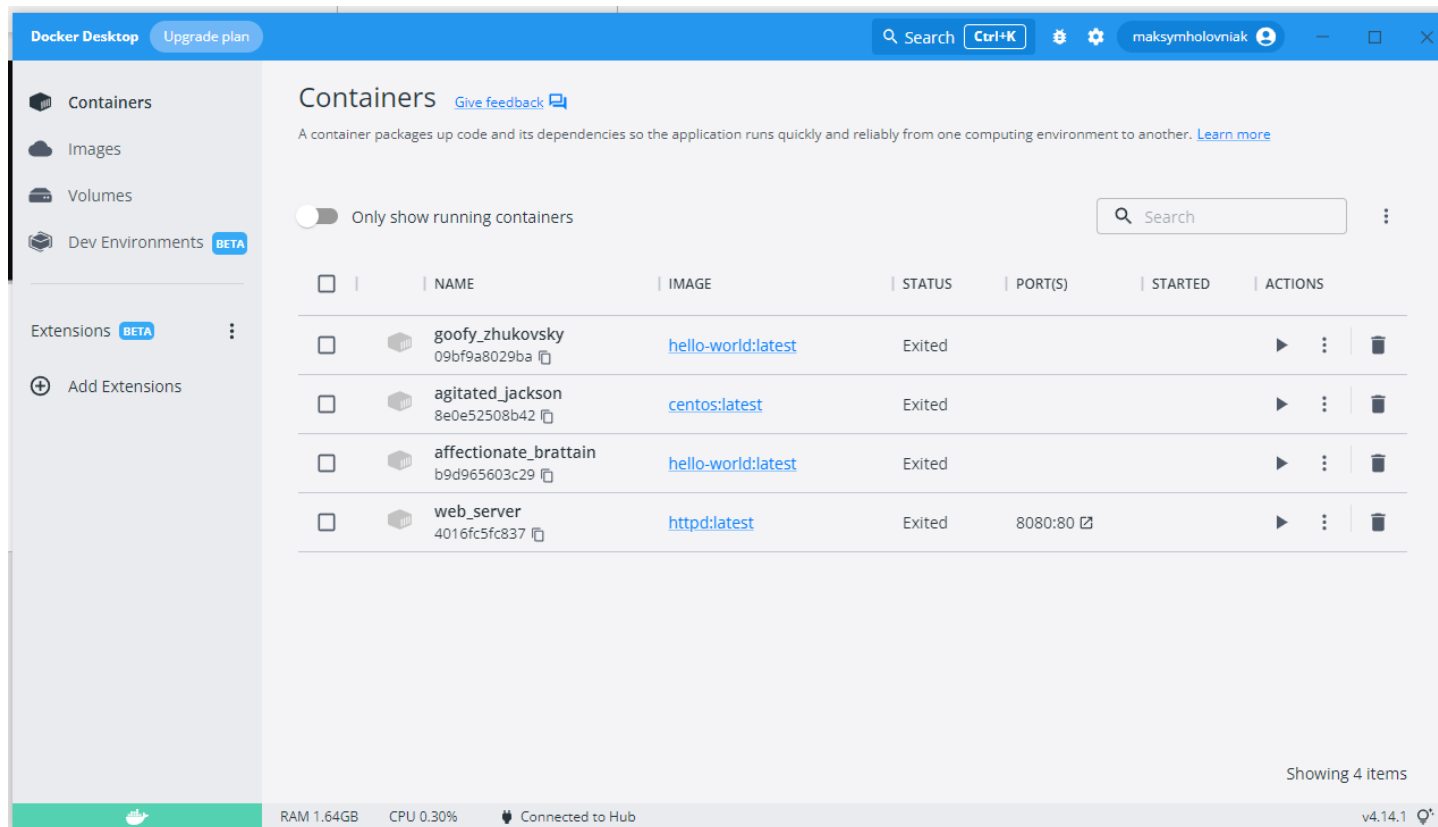 Docker Desktop Upgrade plan Search Ctrl+K maksymholovniak
Containers
Images
Volumes
Dev Environments BETA
Extensions BETA
Add Extensions
Containers Give feedback
A container packages up code and its dependencies so the application runs quickly and reliably from one computing environment to another. Learn more
Only show running containers Search
NAME IMAGE STATUS PORT(S) STARTED ACTIONS
goofy_zhukovsky
09bf9a8029ba
hello-world:latest Exited
agitated_jackson
8e0e52508b42
centos:latest Exited
affectionate_brattain
b9d965603c29
hello-world:latest Exited
web_server
4016fc5fc837
httpd:latest Exited 8080:80
Showing 4 items
RAM 1.64GB CPU 0.30% Connected to Hub v4.14.1